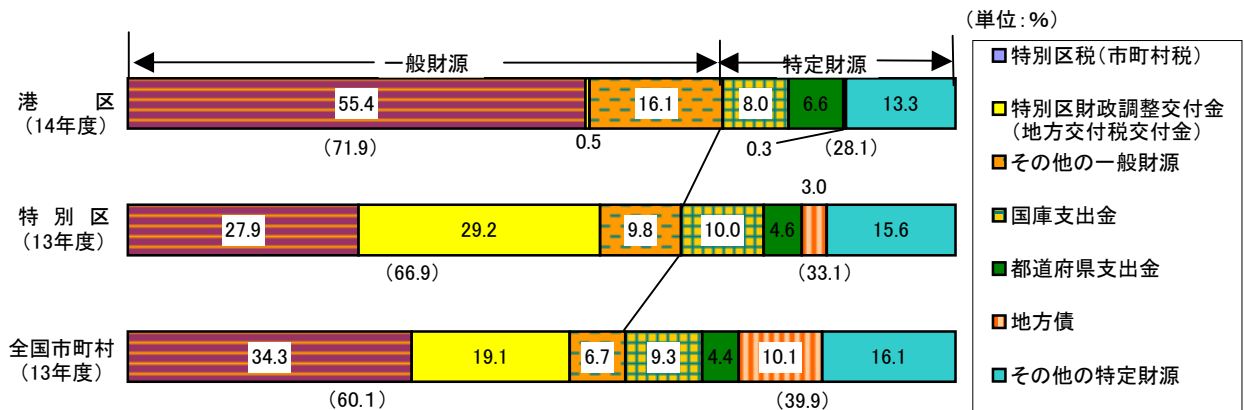 (単位:%)
一般財源 特定財源
港 区
(14年度)
55.4 16.1 8.0 6.6 13.3
(71.9) 0.5 0.3 (28.1)
3.0
特 別 区
(13年度)
27.9 29.2 9.8 10.0 4.6 15.6
(66.9) (33.1)
全国市町村
(13年度)
34.3 19.1 6.7 9.3 4.4 10.1 16.1
(60.1) (39.9)
特別区税(市町村税)
特別区財政調整交付金
(地方交付税交付金)
その他の一般財源
国庫支出金
都道府県支出金
地方債
その他の特定財源